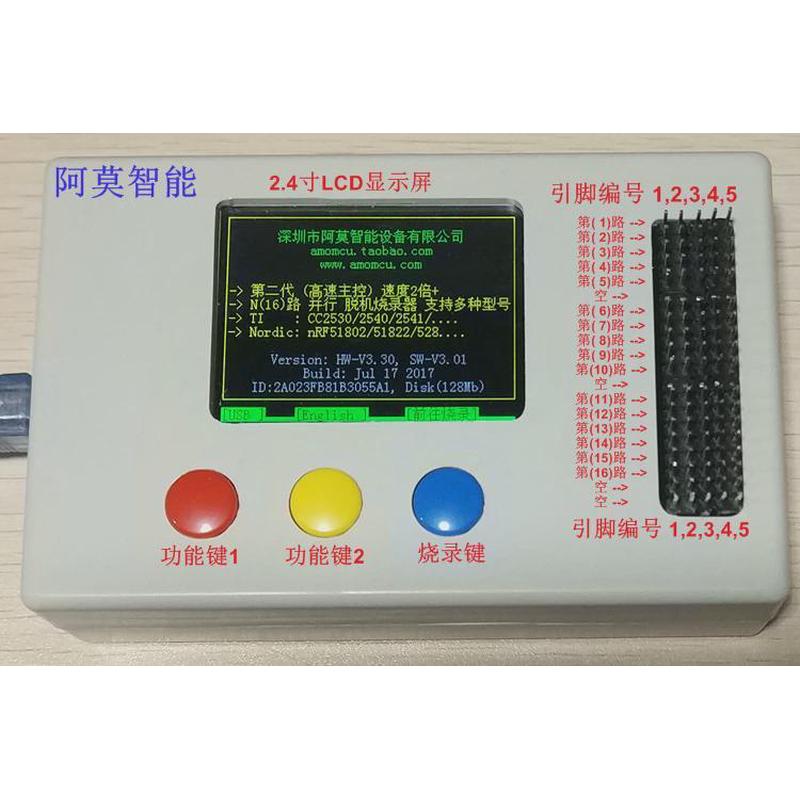 阿莫智能
2.4寸LCD显示屏
引脚编号 1,2,3,4,5
深圳市阿莫智能设备有限公司
amomcu.taobao.com
www.amomcu.com
-> 第二代 (高速主控) 速度2倍+
-> N(16)路 并行 脱机烧录器 支持多种型号
-> TI : CC2530/2540/2541/....
-> Nordic: nRF51802/51822/528....
Version: HW-V3.30, SW-V3.01
Build: Jul 17 2017
ID:2A023FB81B3055A1, Disk(128Mb)
[USB ] [English ] [前往烧录]
第( 1)路 -->
第( 2)路 -->
第( 3)路 -->
第( 4)路 -->
第( 5)路 -->
空 -->
第( 6)路 -->
第( 7)路 -->
第( 8)路 -->
第( 9)路 -->
第(10)路 -->
空 -->
第(11)路 -->
第(12)路 -->
第(13)路 -->
第(14)路 -->
第(15)路 -->
第(16)路 -->
空 -->
空 -->
引脚编号 1,2,3,4,5
功能键1
功能键2
烧录键